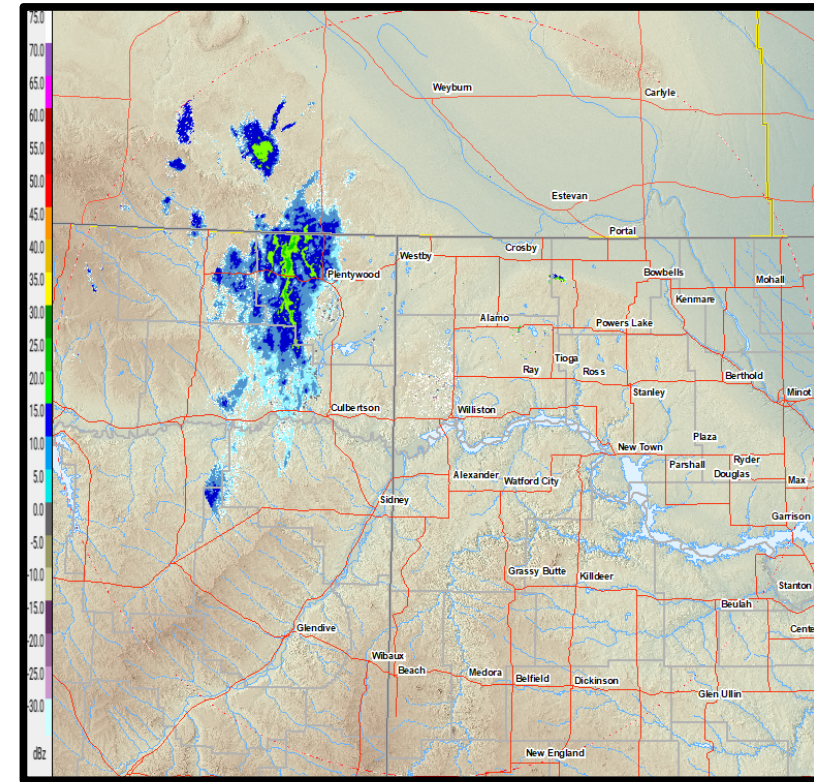 75.0
70.0
65.0
60.0
55.0
50.0
45.0
40.0
35.0
30.0
25.0
20.0
15.0
10.0
5.0
0.0
-5.0
-10.0
-15.0
-20.0
-25.0
-30.0
dBz
Weyburn
Carlyle
Estevan
Portal
Crosby
Westby
Bowbells
Plentywood
Mohall
Kenmare
Alamo
Powers Lake
Tioga
Ray
Ross
Berthold
Stanley
Minot
Culbertson
Williston
Plaza
New Town
Ryder
Parshall
Alexander
Douglas
Watford City
Max
Sidney
Garrison
Grassy Butte
Killdeer
Stanton
Beulah
Glendive
Cente
Wibaux
Beach
Medora
Belfield
Dickinson
Glen Ullin
New England